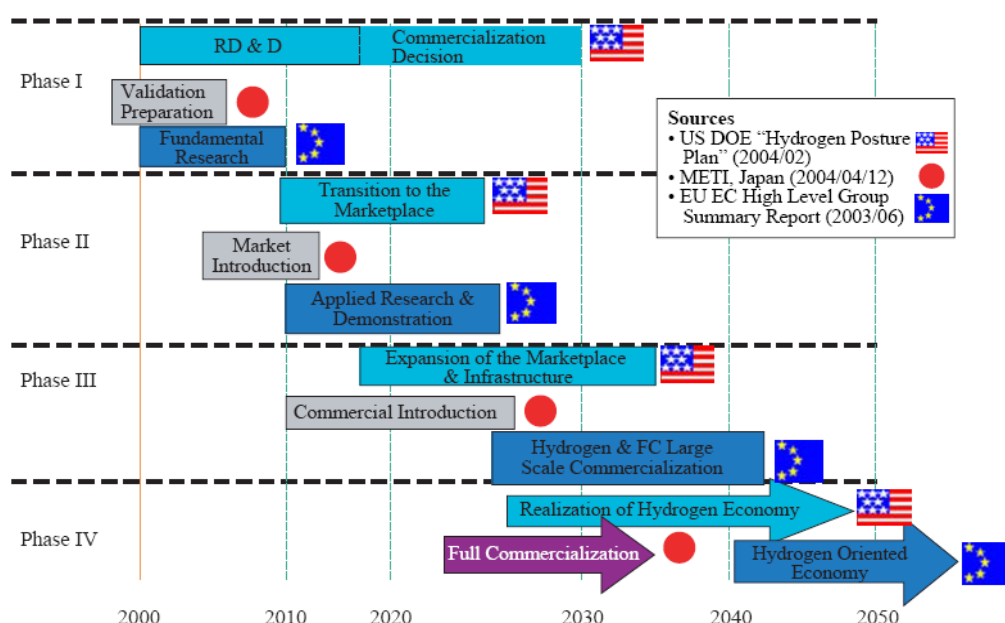 RD & D
Commercialization
Decision
Phase I
Validation
Preparation
Fundamental
Research
Sources
• US DOE “Hydrogen Posture
Plan” (2004/02)
• METI, Japan (2004/04/12)
• EU EC High Level Group
Summary Report (2003/06)
Transition to the
Marketplace
Phase II
Market
Introduction
Applied Research &
Demonstration
Phase III
Expansion of the Marketplace
& Infrastructure
Commercial Introduction
Hydrogen & FC Large
Scale Commercialization
Phase IV
Realization of Hydrogen Economy
Full Commercialization
Hydrogen Oriented
Economy
2000 2010 2020 2030 2040 2050